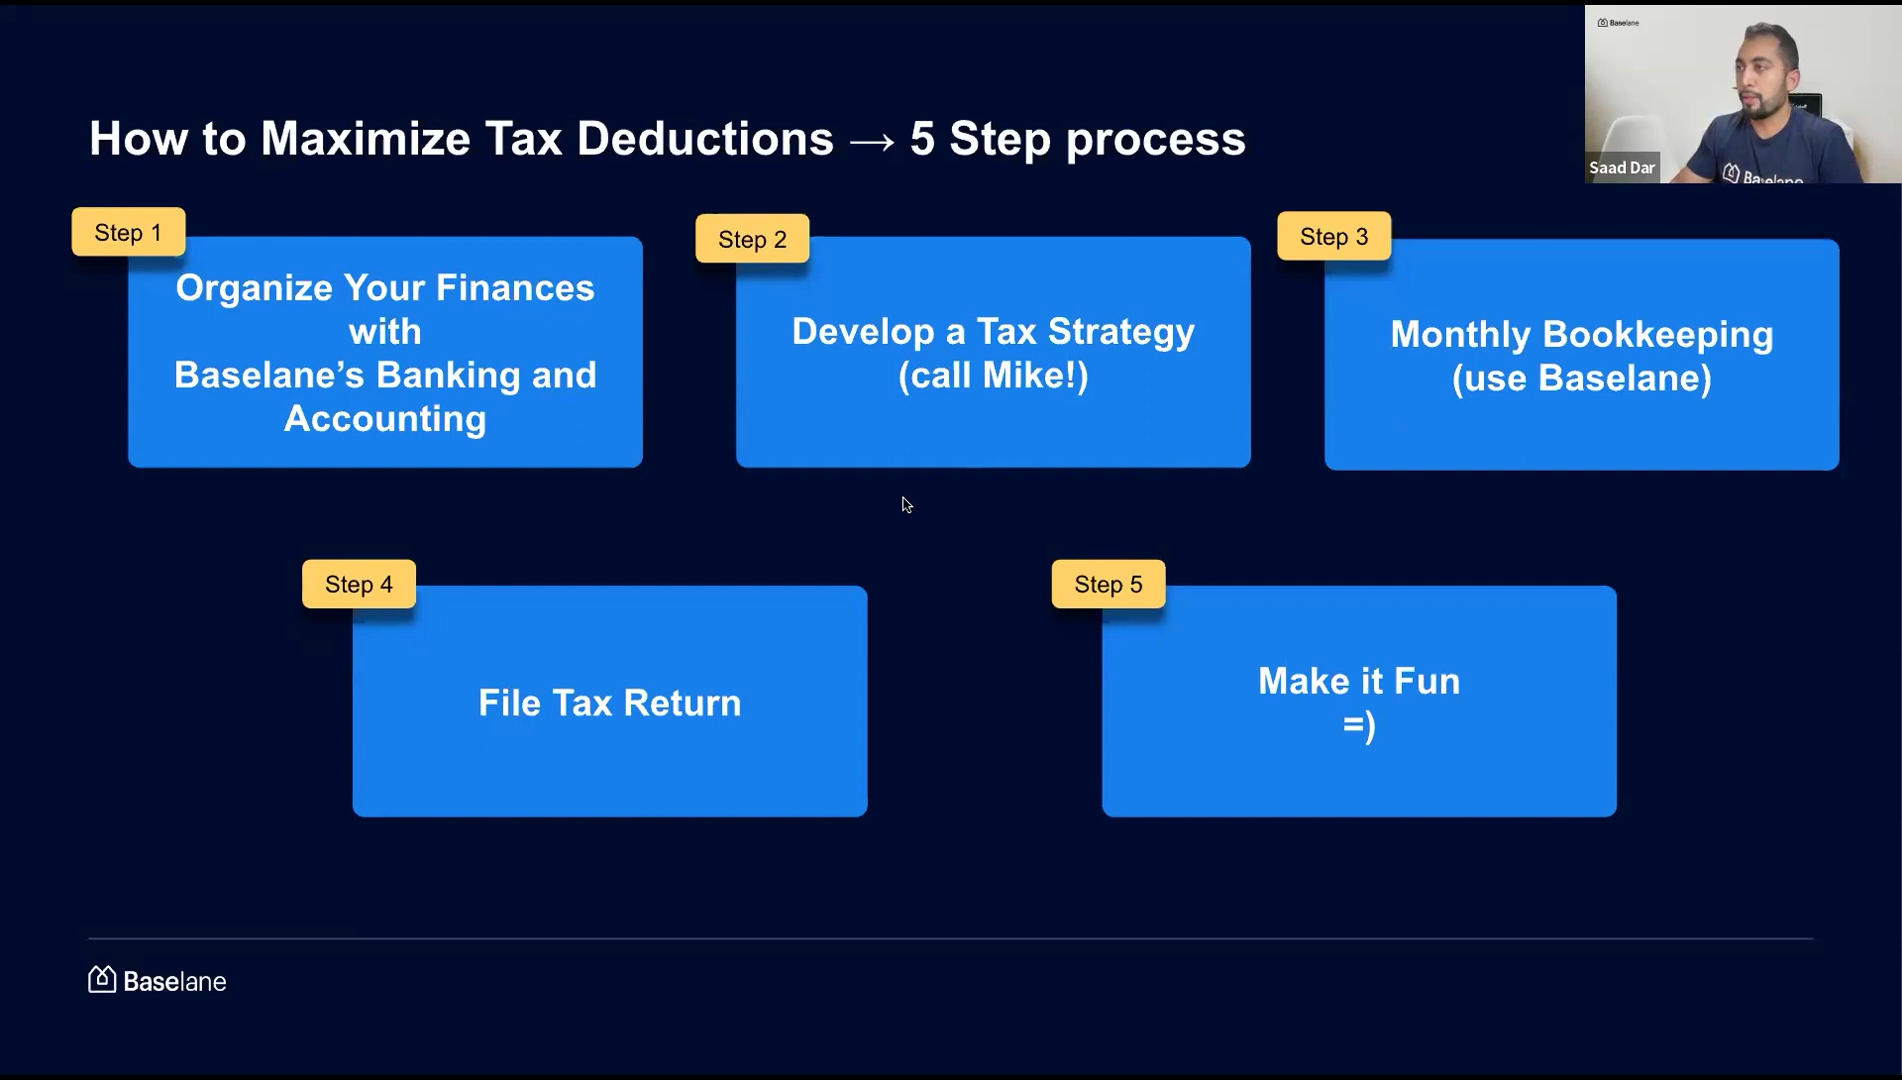 Baselane
How to Maximize Tax Deductions → 5 Step process
Saad Dar
Baselane
Step 1
Organize Your Finances
with
Baselane’s Banking and
Accounting
Step 2
Develop a Tax Strategy
(call Mike!)
Step 3
Monthly Bookkeeping
(use Baselane)
Step 4
File Tax Return
Step 5
Make it Fun
=)
Baselane